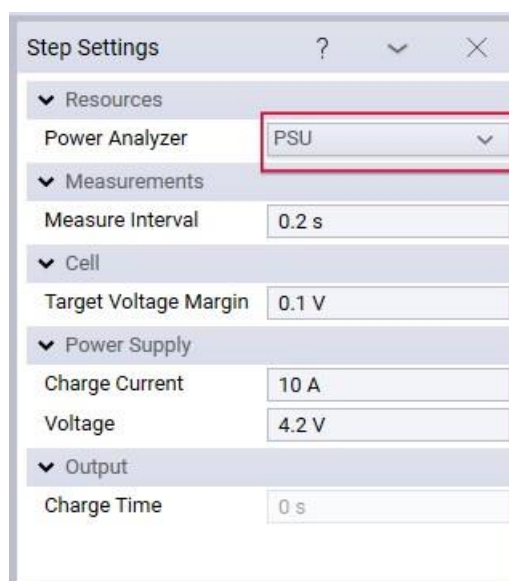 Step Settings ?
Resources
Power Analyzer PSU
Measurements
Measure Interval 0.2 s
Cell
Target Voltage Margin 0.1 V
Power Supply
Charge Current 10 A
Voltage 4.2 V
Output
Charge Time 0 s